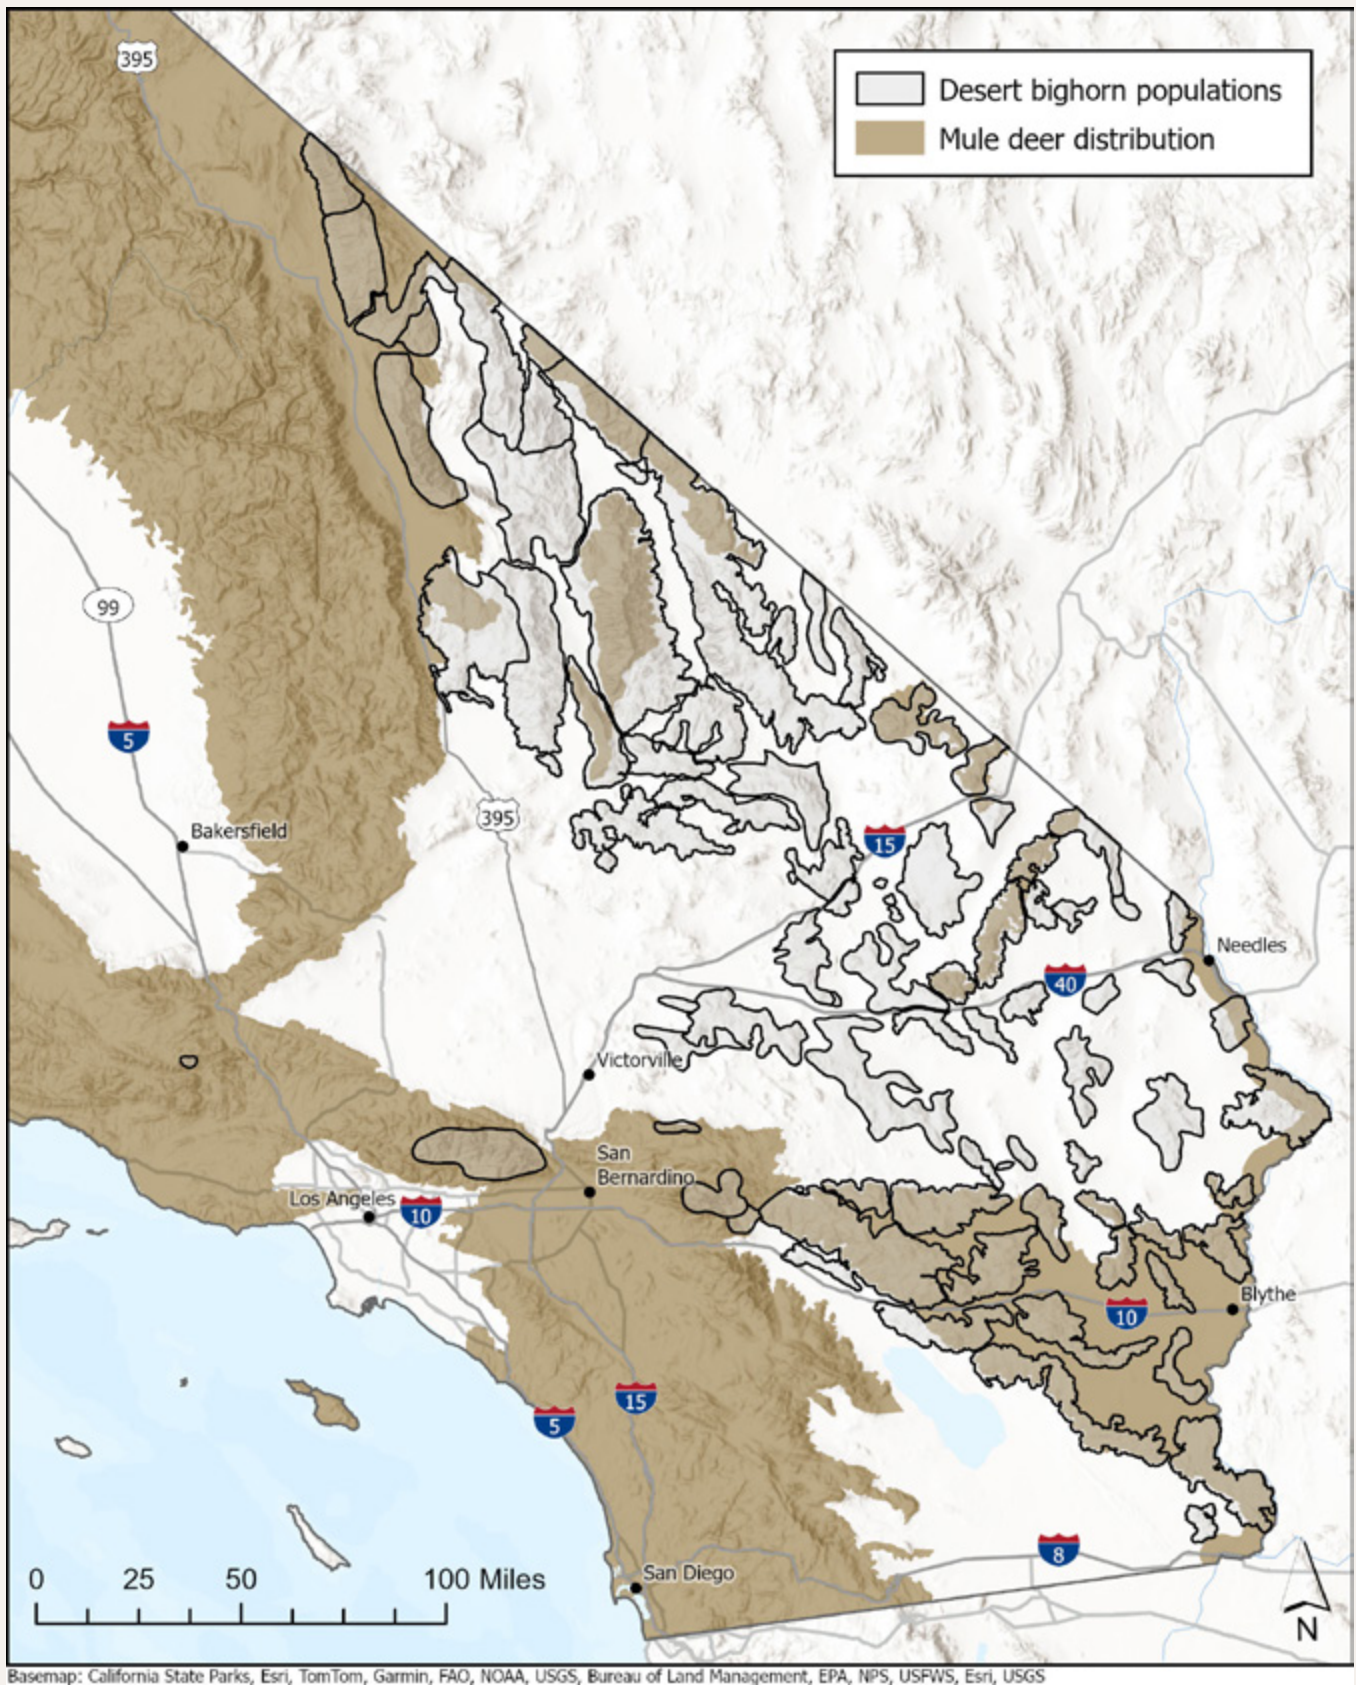 395
Desert bighorn populations
Mule deer distribution
99
5
Bakersfield
395
15
Needles
40
Victorville
San
Bernardino
Los Angeles
10
Blythe
10
15
5
8
San Diego
0 25 50 100 Miles
N
Basemap: California State Parks, Esri, TomTom, Garmin, FAO, NOAA, USGS, Bureau of Land Management, EPA, NPS, USFWS, Esri, USGS